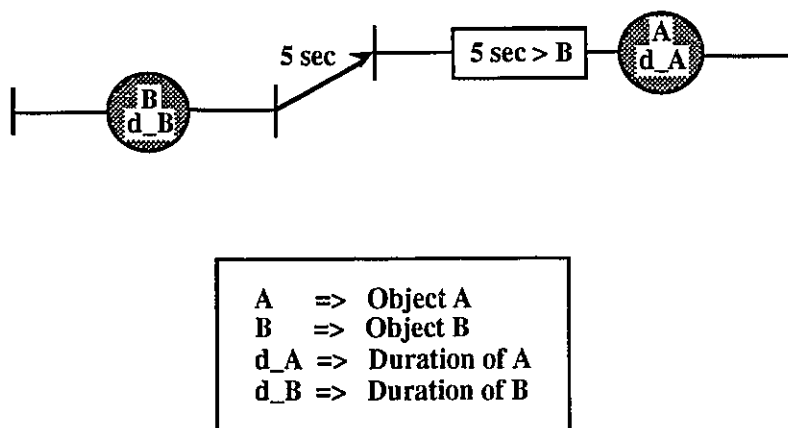 5 sec
5 sec > B
A
d_A
B
d_B
A => Object A
B => Object B
d_A => Duration of A
d_B => Duration of B